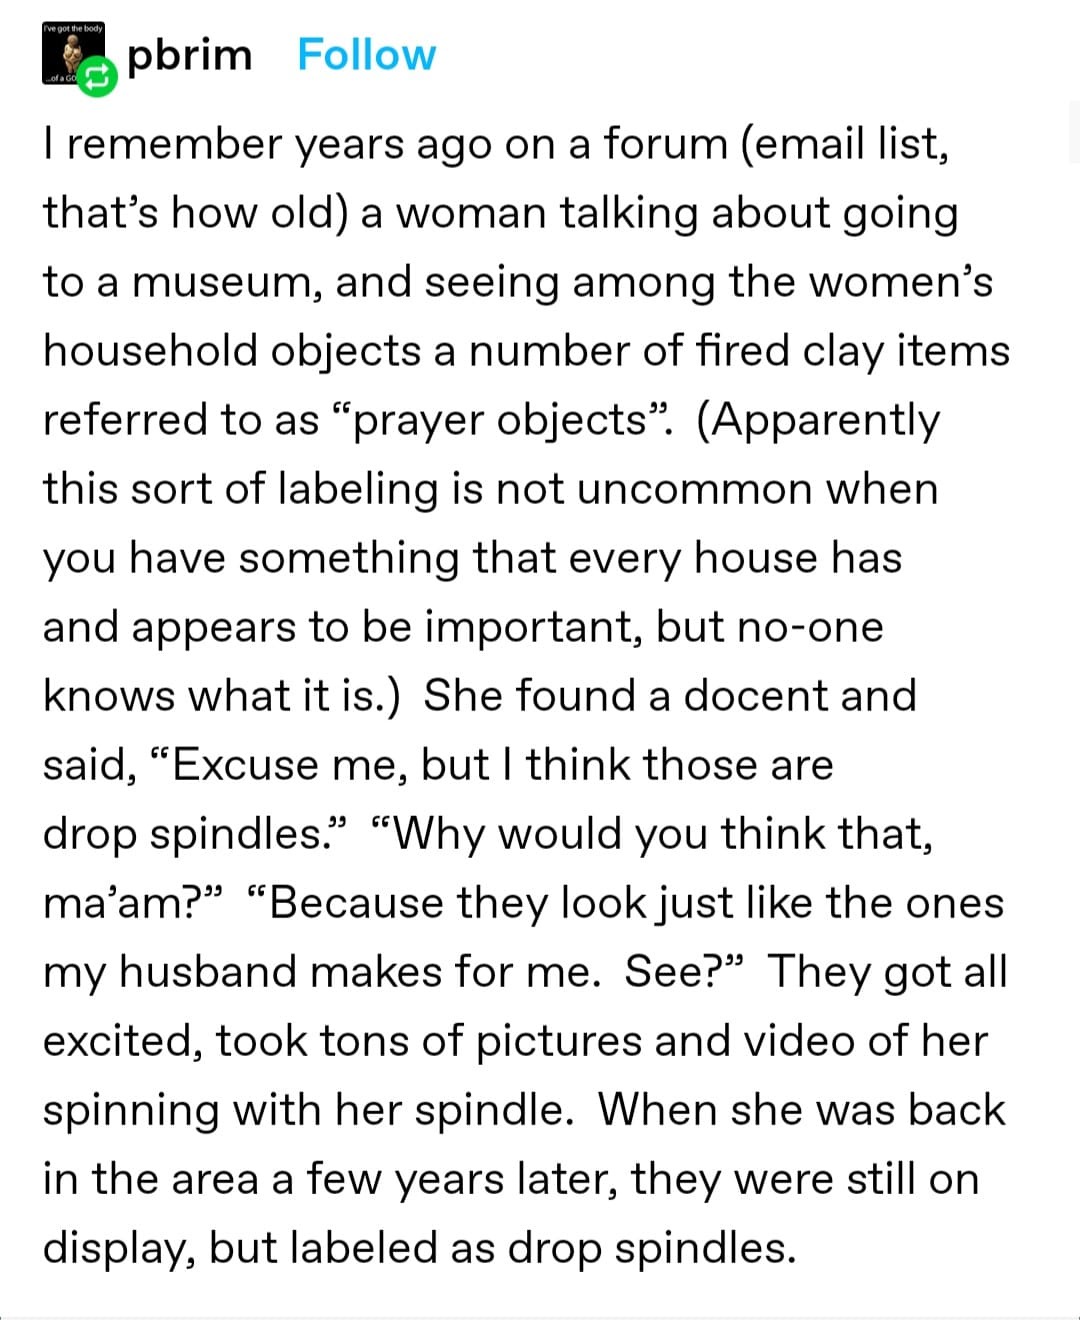 I've got the body
...of a GO
pbrim Follow
I remember years ago on a forum (email list,
that’s how old) a woman talking about going
to a museum, and seeing among the women’s
household objects a number of fired clay items
referred to as “prayer objects”. (Apparently
this sort of labeling is not uncommon when
you have something that every house has
and appears to be important, but no-one
knows what it is.) She found a docent and
said, “Excuse me, but I think those are
drop spindles.” “Why would you think that,
ma’am?” “Because they look just like the ones
my husband makes for me. See?” They got all
excited, took tons of pictures and video of her
spinning with her spindle. When she was back
in the area a few years later, they were still on
display, but labeled as drop spindles.